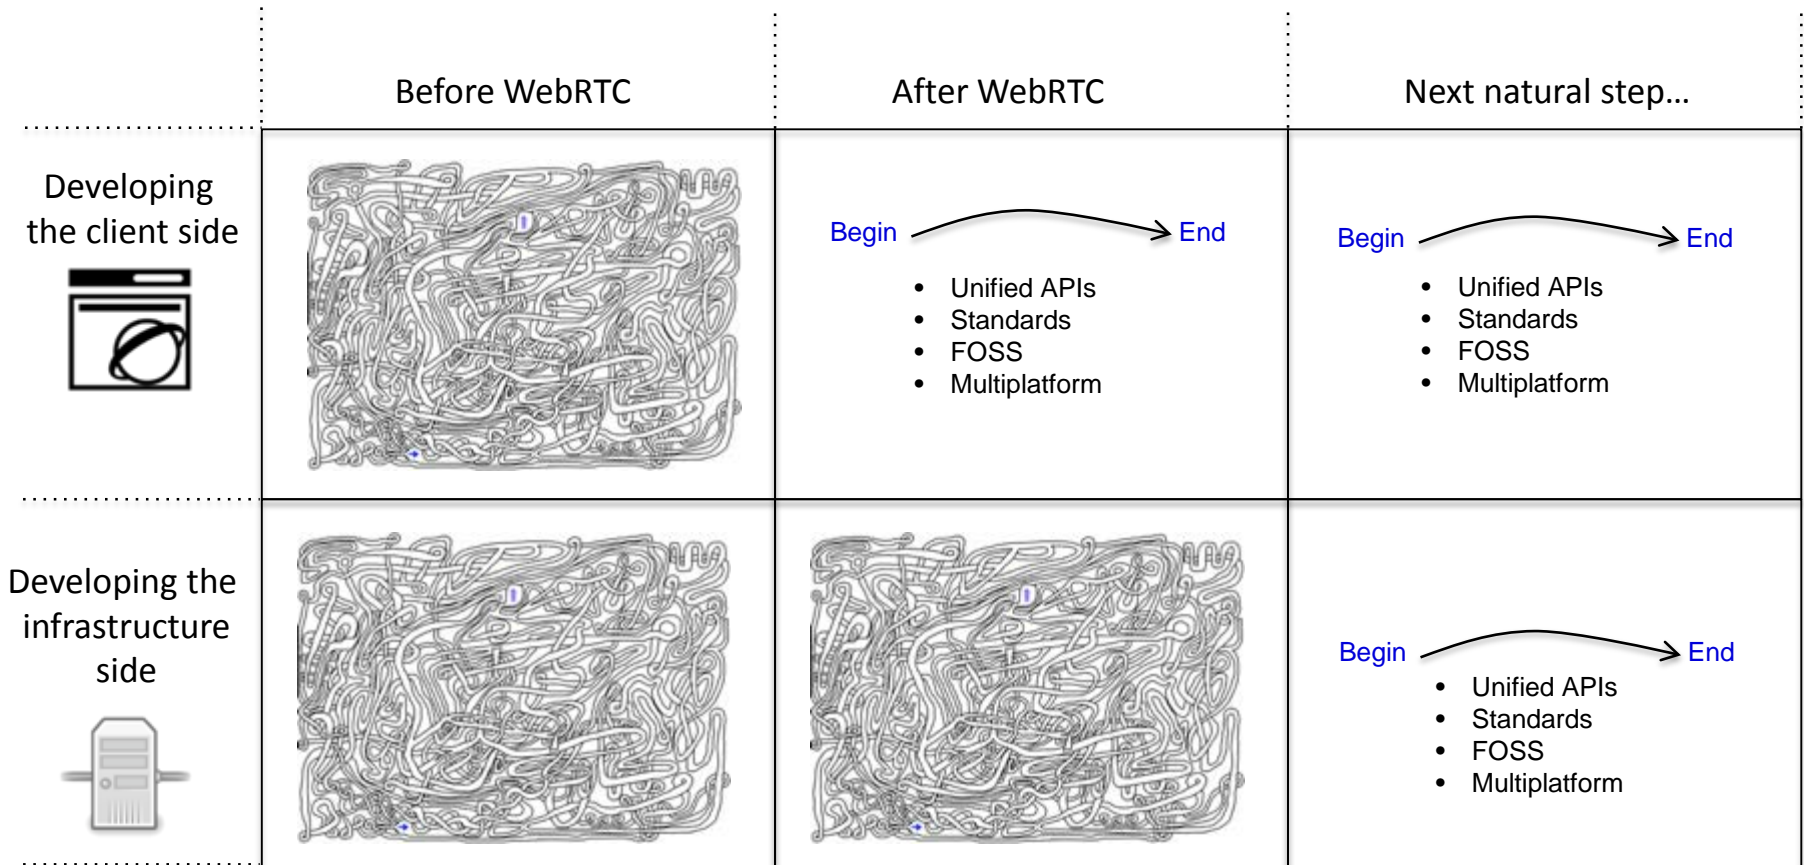 Before WebRTC
After WebRTC
Next natural step…
Developing
the client side
Begin
End
• Unified APIs
• Standards
• FOSS
• Multiplatform
Begin
End
• Unified APIs
• Standards
• FOSS
• Multiplatform
Developing the
infrastructure
side
Begin
End
• Unified APIs
• Standards
• FOSS
• Multiplatform